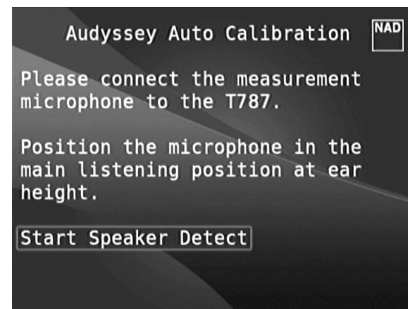 Audyssey Auto Calibration
NAD
Please connect the measurement
microphone to the T787.
Position the microphone in the
main listening position at ear
height.
Start Speaker Detect